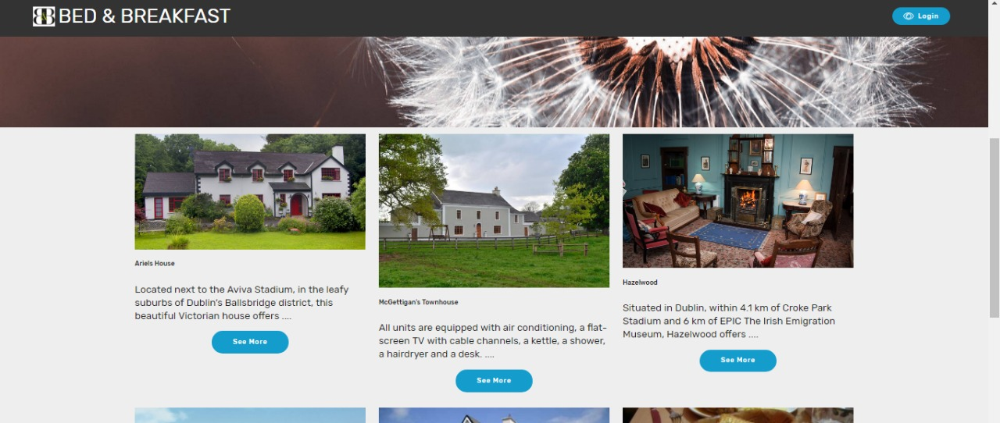 BB BED & BREAKFAST
Login
Ariels House
Located next to the Aviva Stadium, in the leafy
suburbs of Dublin's Ballsbridge district, this
beautiful Victorian house offers ....
See More
McGettigan's Townhouse
All units are equipped with air conditioning, a flat-
screen TV with cable channels, a kettle, a shower,
a hairdryer and a desk. ....
See More
Hazelwood
Situated in Dublin, within 4.1 km of Croke Park
Stadium and 6 km of EPIC The Irish Emigration
Museum, Hazelwood offers ....
See More